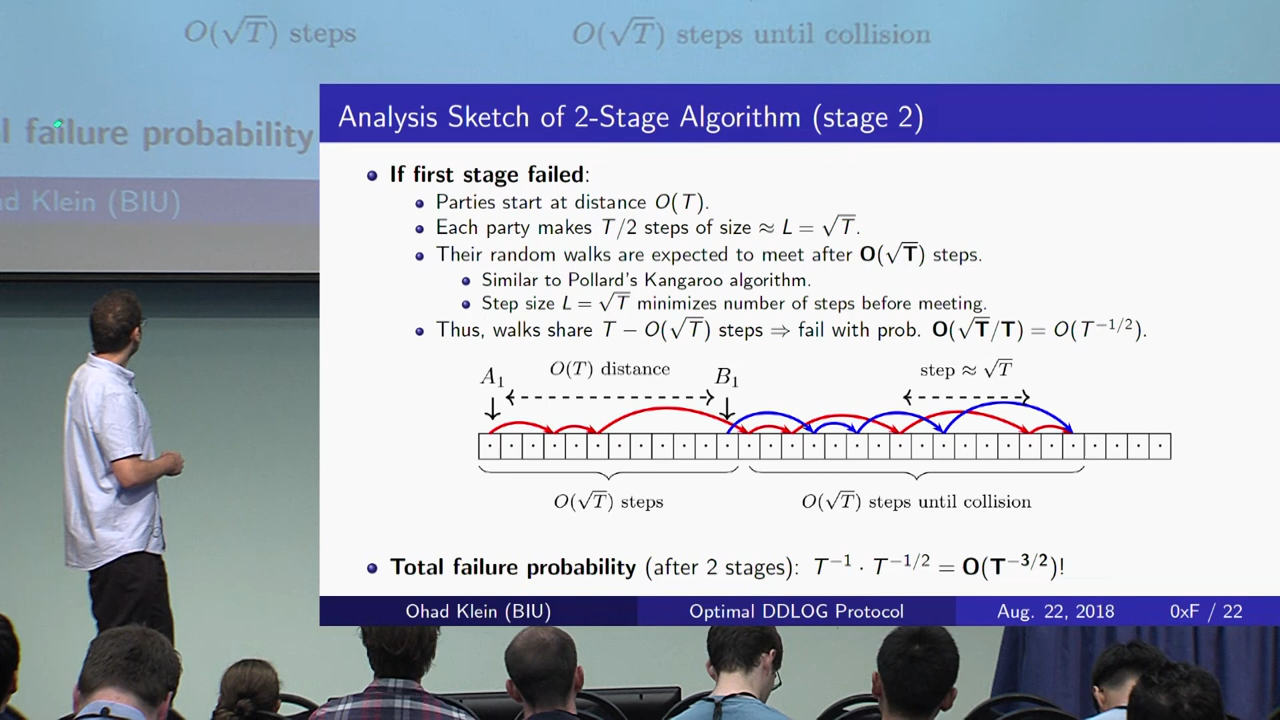 O(√T) steps
O(√T) steps until collision
l failure probability
ad Klein (BIU)
Analysis Sketch of 2-Stage Algorithm (stage 2)
If first stage failed:
Parties start at distance O(T).
Each party makes T/2 steps of size ≈ L = √T.
Their random walks are expected to meet after O(√T) steps.
Similar to Pollard's Kangaroo algorithm.
Step size L = √T minimizes number of steps before meeting.
Thus, walks share T − O(√T) steps ⇒ fail with prob. O(√T/T) = O(T⁻¹/²).
A₁
O(T) distance
B₁
step ≈ √T
O(√T) steps
O(√T) steps until collision
Total failure probability (after 2 stages): T⁻¹ · T⁻¹/² = O(T⁻³/²)!
Ohad Klein (BIU)
Optimal DDLOG Protocol
Aug. 22, 2018
0xF / 22